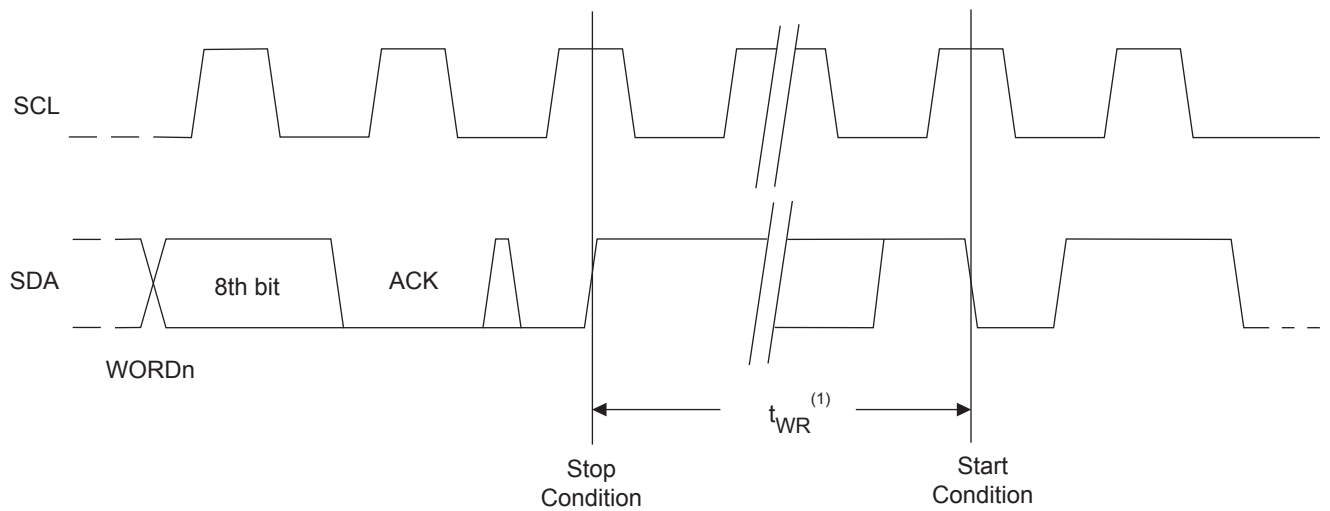 SCL
SDA
8th bit
ACK
WORDn
tWR(1)
Stop
Condition
Start
Condition